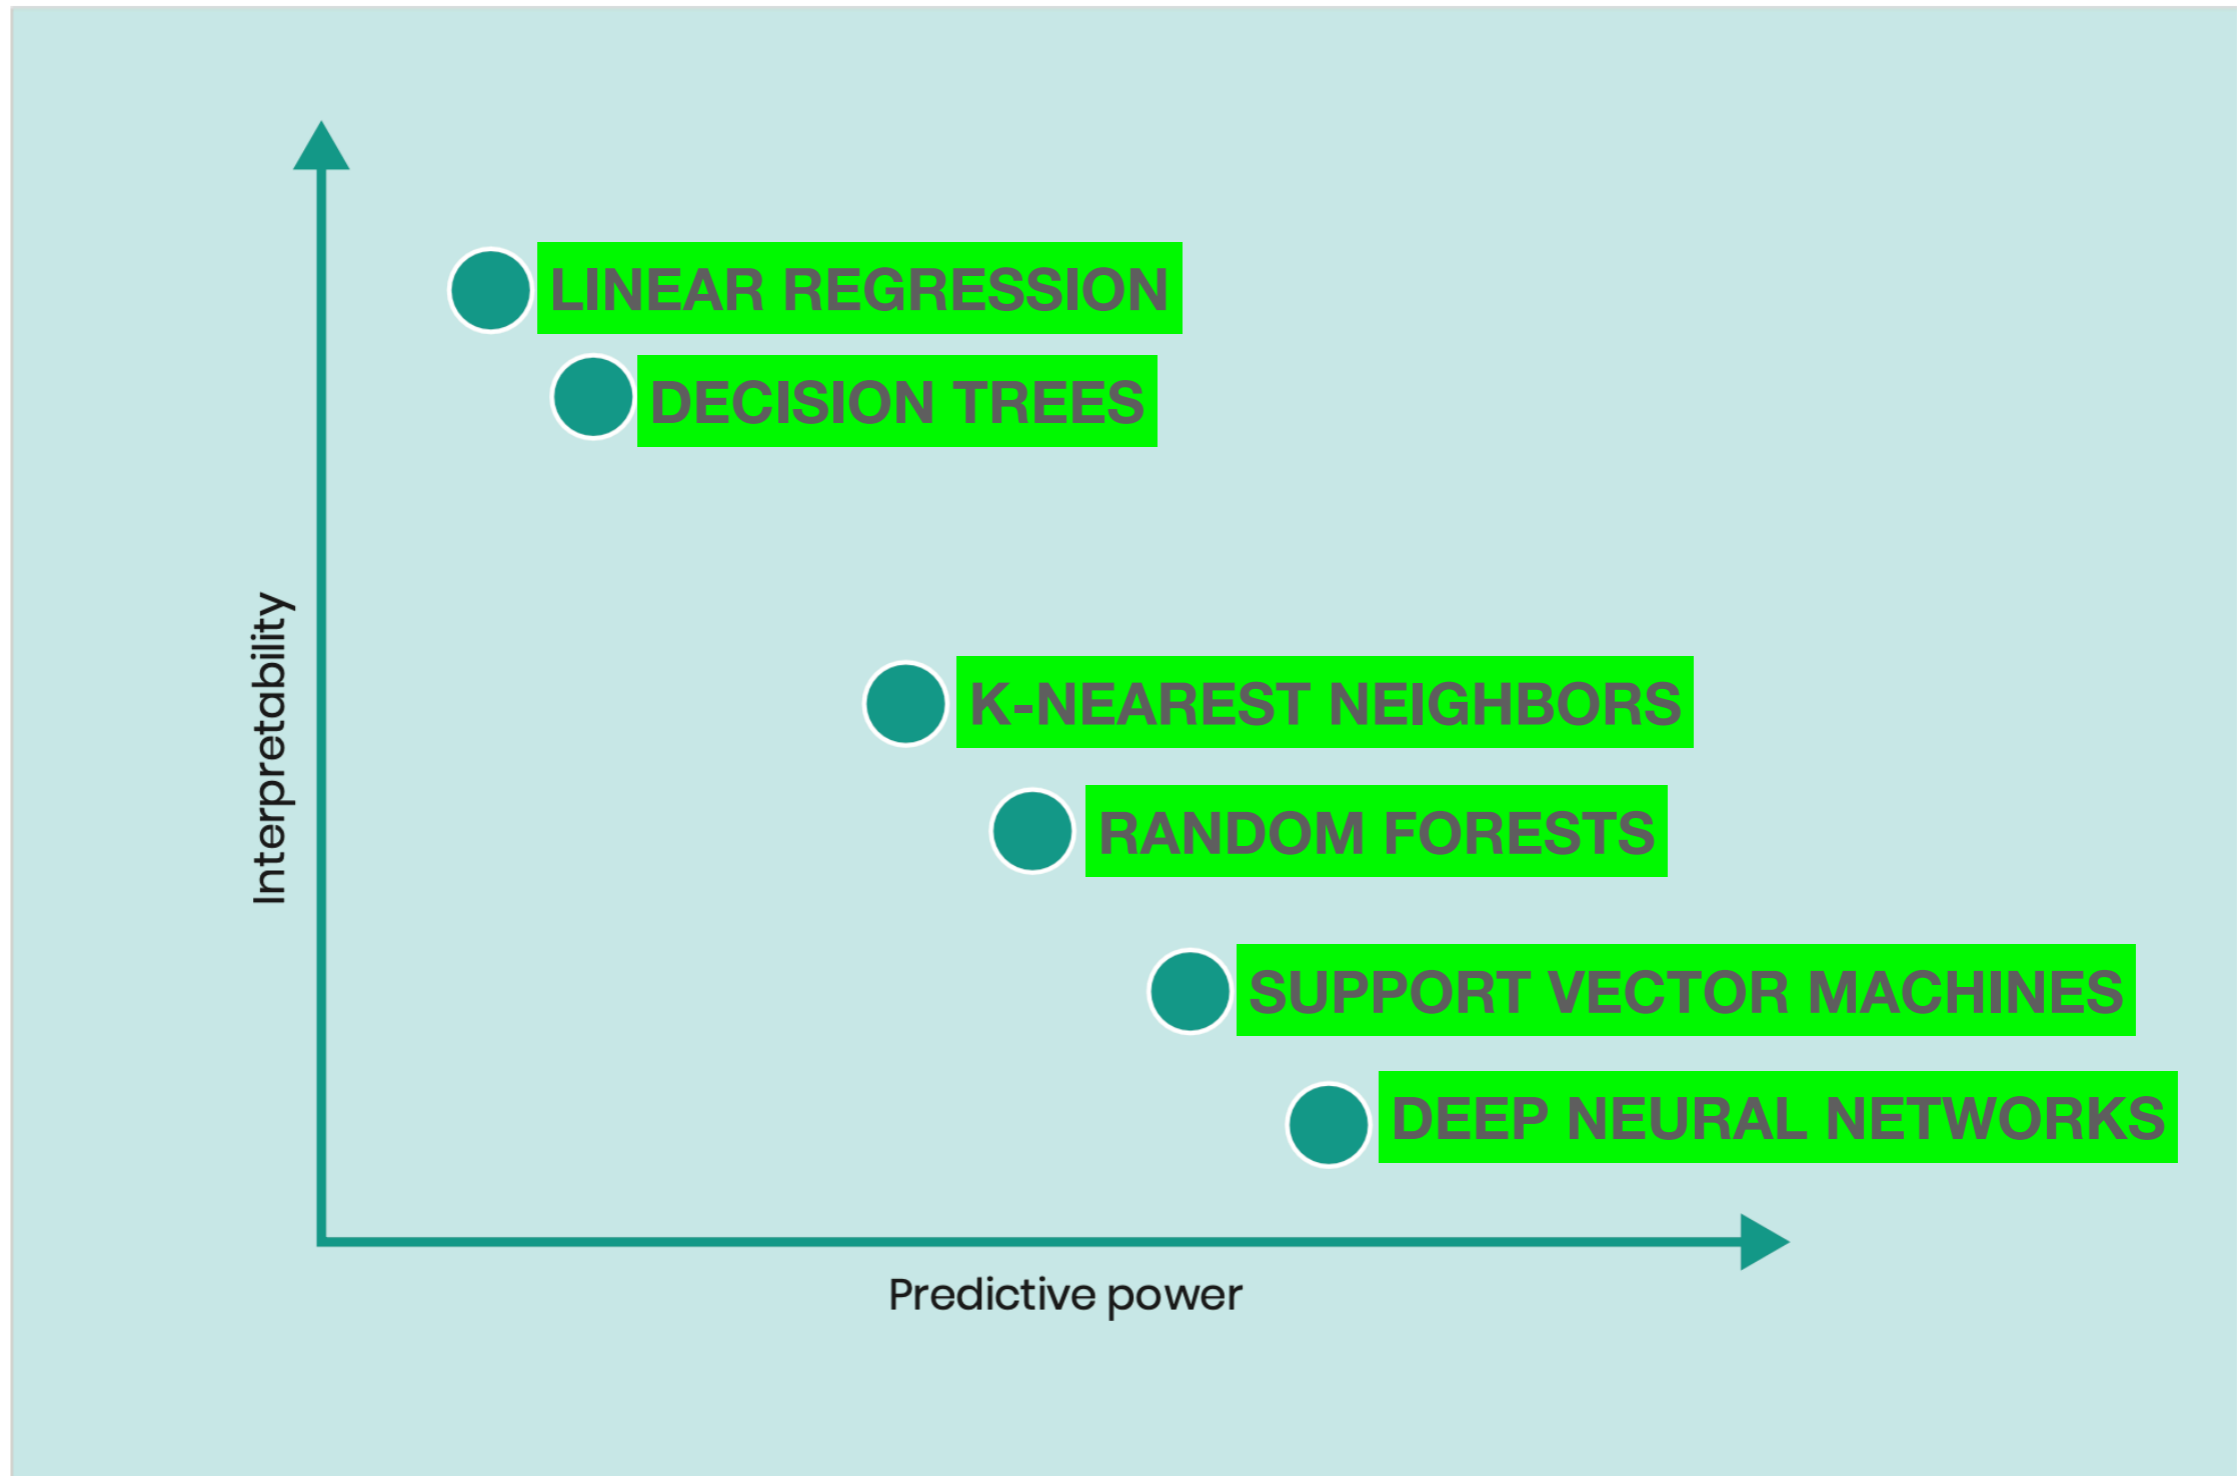 LINEAR REGRESSION
DECISION TREES
K-NEAREST NEIGHBORS
RANDOM FORESTS
SUPPORT VECTOR MACHINES
DEEP NEURAL NETWORKS
Interpretability
Predictive power